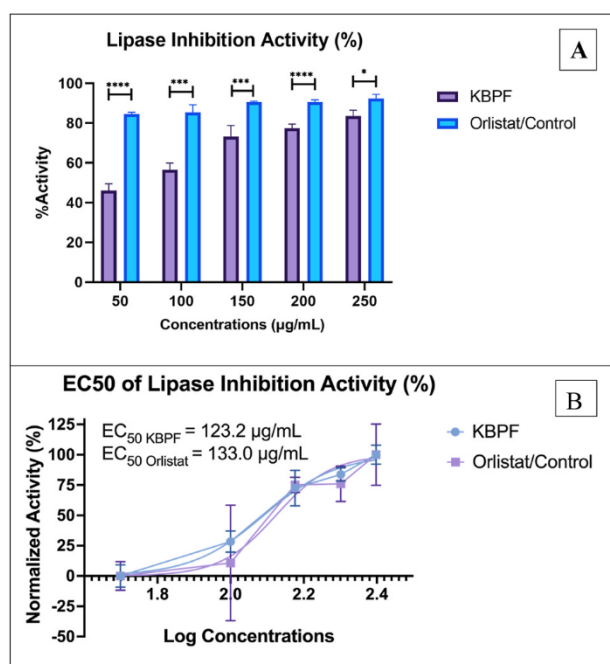 Lipase Inhibition Activity (%)
A
**** *** *** **** *
100
80
60
40
20
0
%Activity
50 100 150 200 250
Concentrations (µg/mL)
KBPF
Orlistat/Control
EC50 of Lipase Inhibition Activity (%)
B
EC50 KBPF = 123.2 µg/mL
EC50 Orlistat = 133.0 µg/mL
125
100
75
50
25
0
-25
-50
Normalized Activity (%)
1.8 2.0 2.2 2.4
Log Concentrations
KBPF
Orlistat/Control